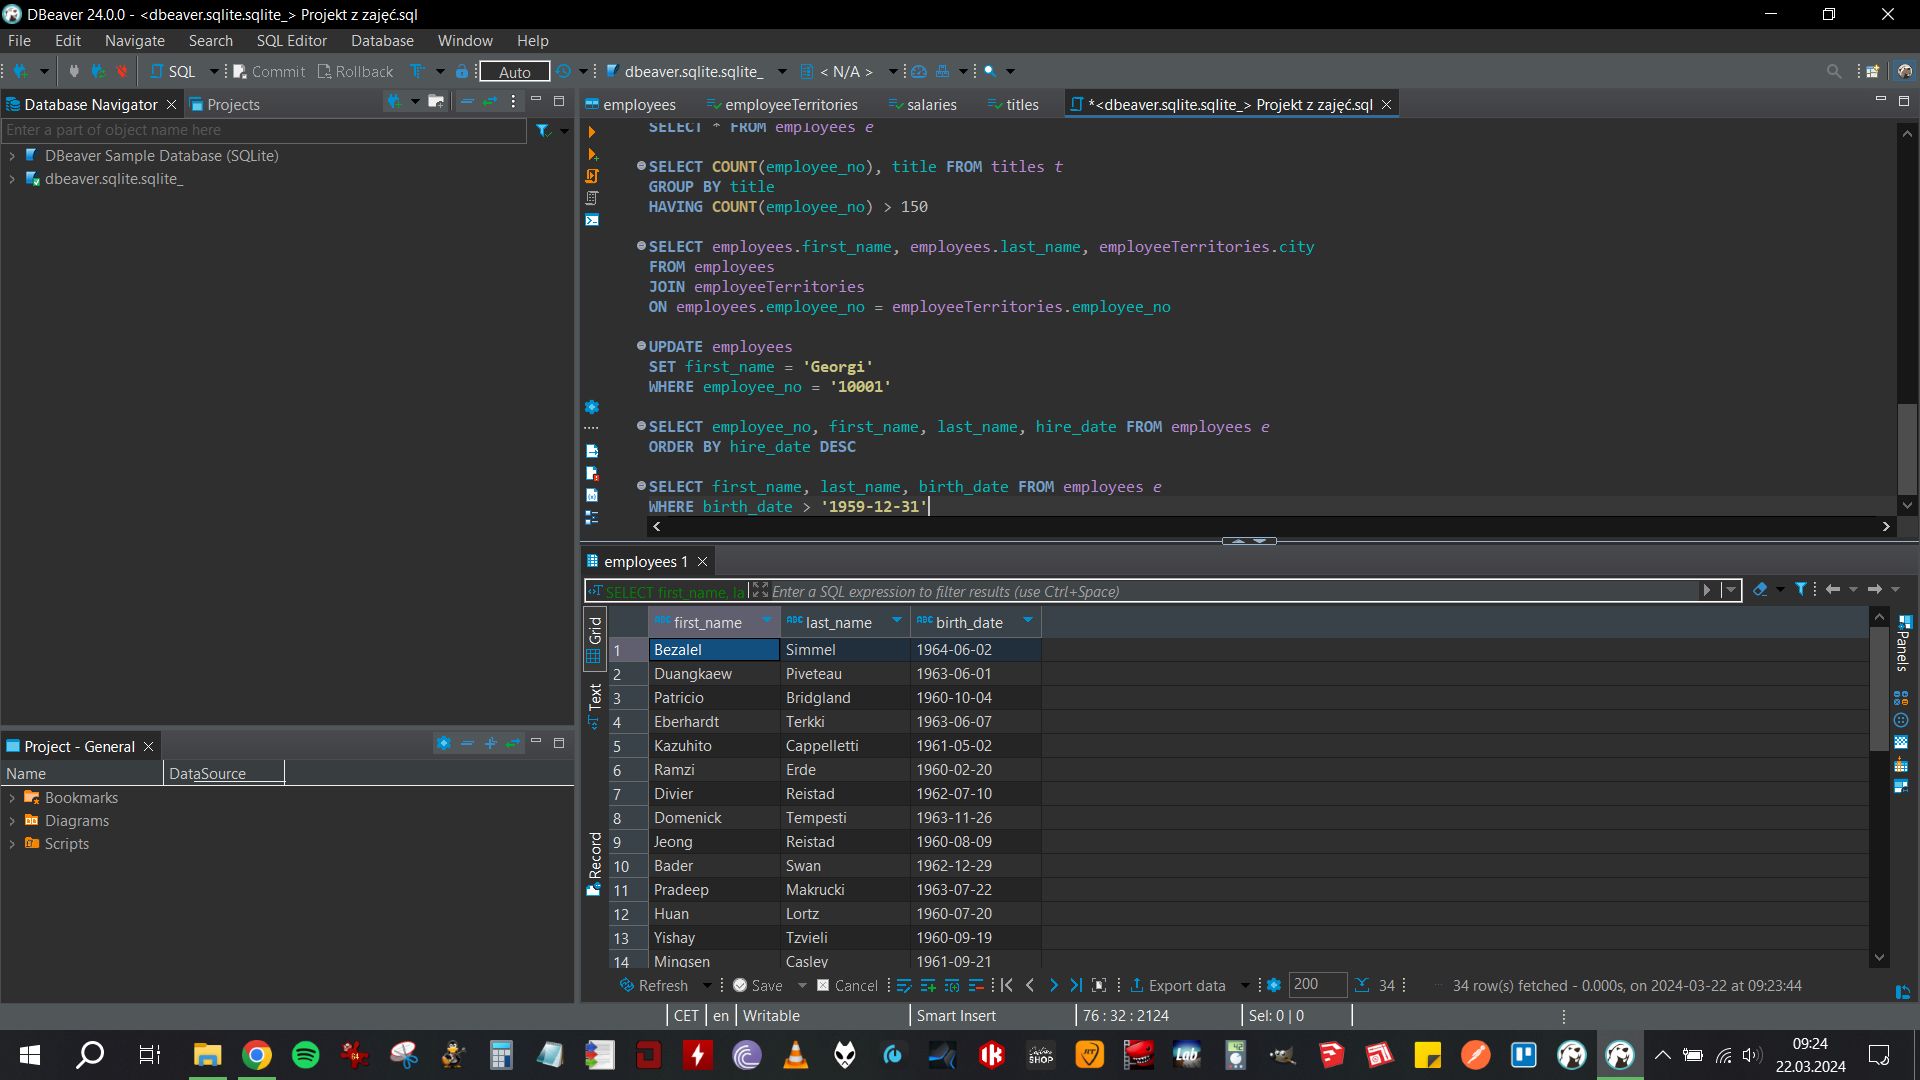 DBeaver 24.0.0 - <dbeaver.sqlite.sqlite_> Projekt z zajęć.sql
File Edit Navigate Search SQL Editor Database Window Help
SQL Commit Rollback Auto dbeaver.sqlite.sqlite_ < N/A >
Database Navigator Projects
Enter a part of object name here
DBeaver Sample Database (SQLite)
dbeaver.sqlite.sqlite_
employees employeeTerritories salaries titles *<dbeaver.sqlite.sqlite_> Projekt z zajęć.sql
SELECT * FROM employees e
SELECT COUNT(employee_no), title FROM titles t
GROUP BY title
HAVING COUNT(employee_no) > 150
SELECT employees.first_name, employees.last_name, employeeTerritories.city
FROM employees
JOIN employeeTerritories
ON employees.employee_no = employeeTerritories.employee_no
UPDATE employees
SET first_name = 'Georgi'
WHERE employee_no = '10001'
SELECT employee_no, first_name, last_name, hire_date FROM employees e
ORDER BY hire_date DESC
SELECT first_name, last_name, birth_date FROM employees e
WHERE birth_date > '1959-12-31'
employees 1
SELECT first_name, la Enter a SQL expression to filter results (use Ctrl+Space)
Grid
Text
Record
Panels
first_name last_name birth_date
1 Bezalel Simmel 1964-06-02
2 Duangkaew Piveteau 1963-06-01
3 Patricio Bridgland 1960-10-04
4 Eberhardt Terkki 1963-06-07
5 Kazuhito Cappelletti 1961-05-02
6 Ramzi Erde 1960-02-20
7 Divier Reistad 1962-07-10
8 Domenick Tempesti 1963-11-26
9 Jeong Reistad 1960-08-09
10 Bader Swan 1962-12-29
11 Pradeep Makrucki 1963-07-22
12 Huan Lortz 1960-07-20
13 Yishay Tzvieli 1960-09-19
14 Mingsen Casley 1961-09-21
Refresh Save Cancel Export data 200 34 34 row(s) fetched - 0.000s, on 2024-03-22 at 09:23:44
Project - General
Name DataSource
Bookmarks
Diagrams
Scripts
CET en Writable Smart Insert 76 : 32 : 2124 Sel: 0 | 0
09:24
22.03.2024